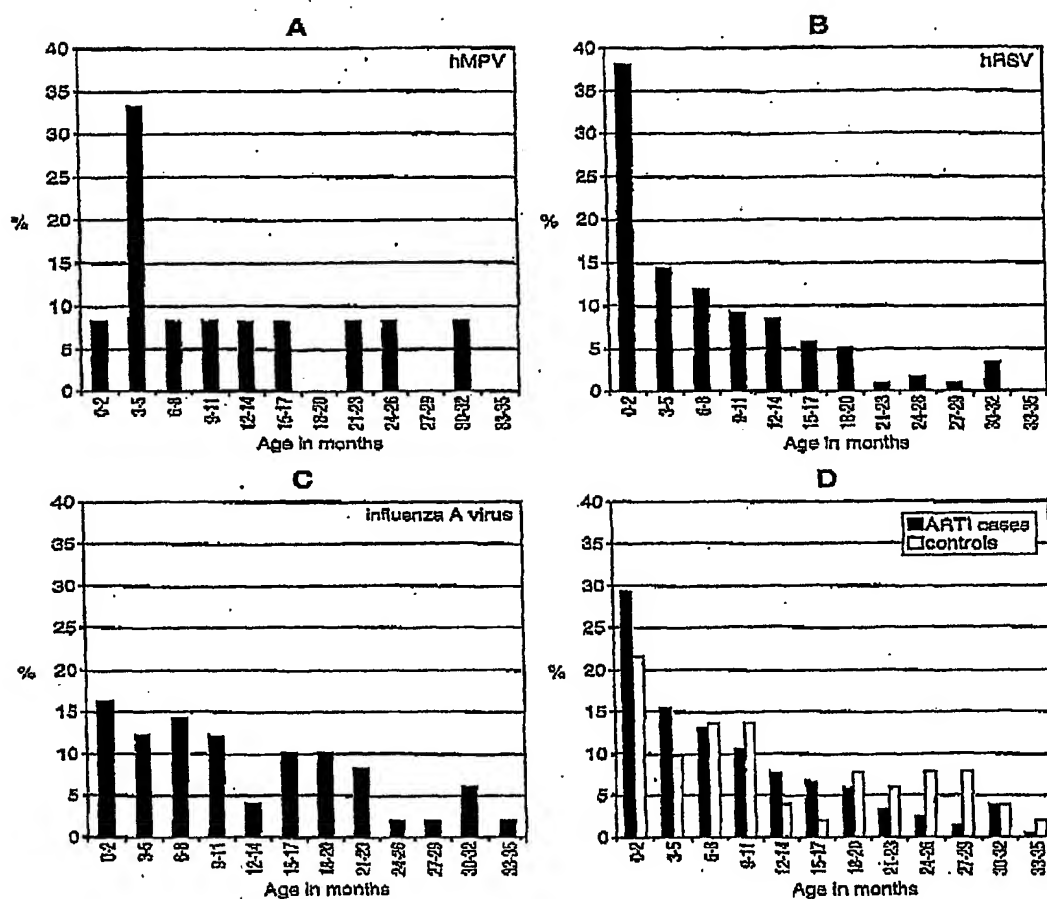 A
hMPV
40
35
30
25
20
15
10
5
0
%
0-2 3-5 6-8 9-11 12-14 15-17 18-20 21-23 24-26 27-29 30-32 33-35
Age in months
B
hRSV
40
35
30
25
20
15
10
5
0
%
0-2 3-5 6-8 9-11 12-14 15-17 18-20 21-23 24-26 27-29 30-32 33-35
Age in months
C
influenza A virus
40
35
30
25
20
15
10
5
0
%
0-2 3-5 6-8 9-11 12-14 15-17 18-20 21-23 24-26 27-29 30-32 33-35
Age in months
D
ARTI cases
controls
40
35
30
25
20
15
10
5
0
%
0-2 3-5 6-8 9-11 12-14 15-17 18-20 21-23 24-26 27-29 30-32 33-35
Age in months